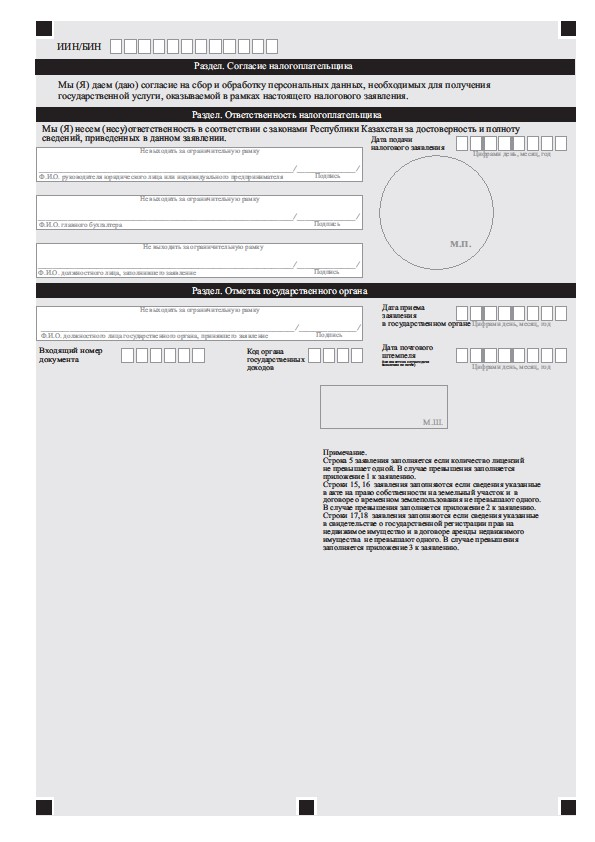 ИИН/БИН
Раздел. Согласие налогоплательщика
Мы (Я) даем (даю) согласие на сбор и обработку персональных данных, необходимых для получения
государственной услуги, оказываемой в рамках настоящего налогового заявления.
Раздел. Ответственность налогоплательщика
Мы (Я) несем (несу)ответственность в соответствии с законами Республики Казахстан за достоверность и полноту
сведений, приведенных в данном заявлении.
Дата подачи
налогового заявления
Цифрами день, месяц, год
Не выходить за ограничительную рамку
/ /
Ф.И.О. руководителя юридического лица или индивидуального предпринимателя Подпись
Не выходить за ограничительную рамку
/ /
Ф.И.О. главного бухгалтера Подпись
М.П.
Не выходить за ограничительную рамку
/ /
Ф.И.О. должностного лица, заполнившего заявление Подпись
Раздел. Отметка государственного органа
Не выходить за ограничительную рамку
/ /
Ф.И.О. должностного лица государственного органа, принявшего заявление Подпись
Дата приема
заявления
в государственном органе Цифрами день, месяц, год
Входящий номер
документа
Код органа
государственных
доходов
Дата почтового
штемпеля
Цифрами день, месяц, год
М.Ш.
Примечание.
Строка 5 заявления заполняется если количество лицензий
не превышает одной. В случае превышения заполняется
приложение 1 к заявлению.
Строки 15, 16 заявления заполняются если сведения указанные
в акте на право собственности на земельный участок и в
договоре о временном землепользования не превышают одного.
В случае превышения заполняется приложение 2 к заявлению.
Строки 17,18 заявления заполняются если сведения указанные
в свидетельстве о государственной регистрации прав на
недвижимое имущество и в договоре аренды недвижимого
имущества не превышают одного. В случае превышения
заполняется приложение 3 к заявлению.